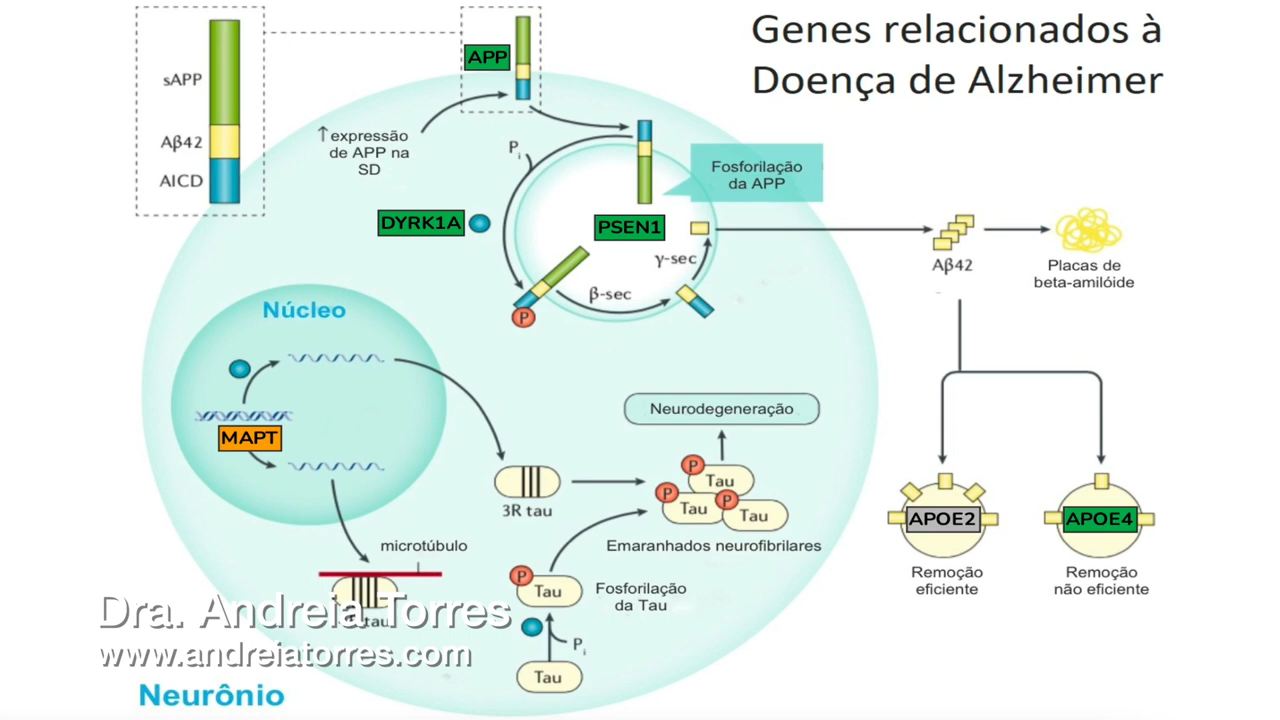 Genes relacionados à
Doença de Alzheimer
sAPP
Aβ42
AICD
APP
↑expressão
de APP na
SD
Pi
Fosforilação
da APP
DYRK1A
PSEN1
γ-sec
β-sec
P
Aβ42
Placas de
beta-amilóide
Núcleo
MAPT
Neurodegeneração
3R tau
P
Tau
P
Tau
P
Tau
Emaranhados neurofibrilares
microtúbulo
P
Tau
Fosforilação
da Tau
Pi
Tau
APOE2
APOE4
Remoção
eficiente
Remoção
não eficiente
Dra. Andreia Torres
www.andreiatorres.com
Neurônio